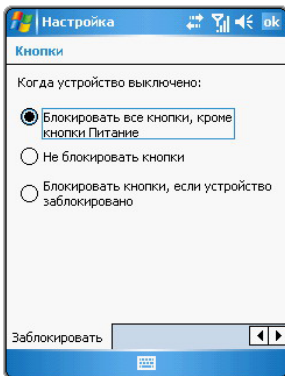 Настройка
ok
Кнопки
Когда устройство выключено:
Блокировать все кнопки, кроме
кнопки Питание
Не блокировать кнопки
Блокировать кнопки, если устройство
заблокировано
Заблокировать